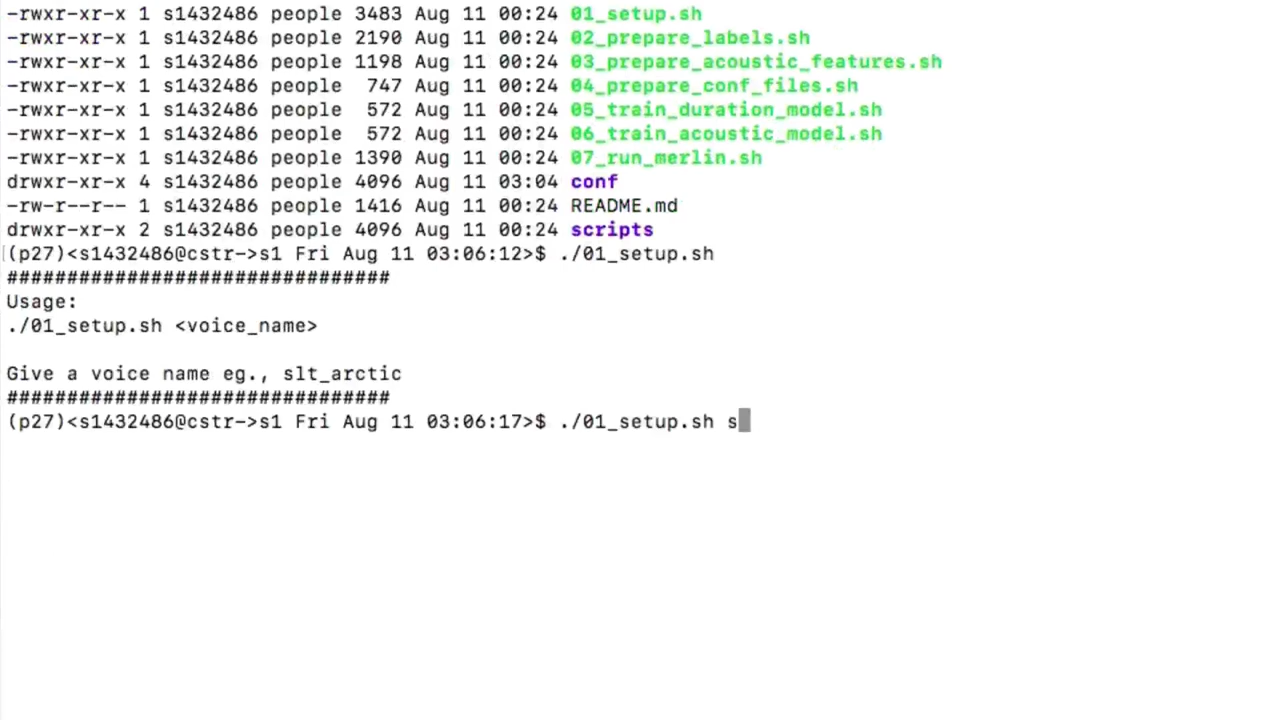 -rwxr-xr-x 1 s1432486 people 3483 Aug 11 00:24 01_setup.sh
-rwxr-xr-x 1 s1432486 people 2190 Aug 11 00:24 02_prepare_labels.sh
-rwxr-xr-x 1 s1432486 people 1198 Aug 11 00:24 03_prepare_acoustic_features.sh
-rwxr-xr-x 1 s1432486 people  747 Aug 11 00:24 04_prepare_conf_files.sh
-rwxr-xr-x 1 s1432486 people  572 Aug 11 00:24 05_train_duration_model.sh
-rwxr-xr-x 1 s1432486 people  572 Aug 11 00:24 06_train_acoustic_model.sh
-rwxr-xr-x 1 s1432486 people 1390 Aug 11 00:24 07_run_merlin.sh
drwxr-xr-x 4 s1432486 people 4096 Aug 11 03:04 conf
-rw-r--r-- 1 s1432486 people 1416 Aug 11 00:24 README.md
drwxr-xr-x 2 s1432486 people 4096 Aug 11 00:24 scripts
[(p27)<s1432486@cstr->s1 Fri Aug 11 03:06:12>$ ./01_setup.sh
################################
Usage:
./01_setup.sh <voice_name>
Give a voice name eg., slt_arctic
################################
(p27)<s1432486@cstr->s1 Fri Aug 11 03:06:17>$ ./01_setup.sh s